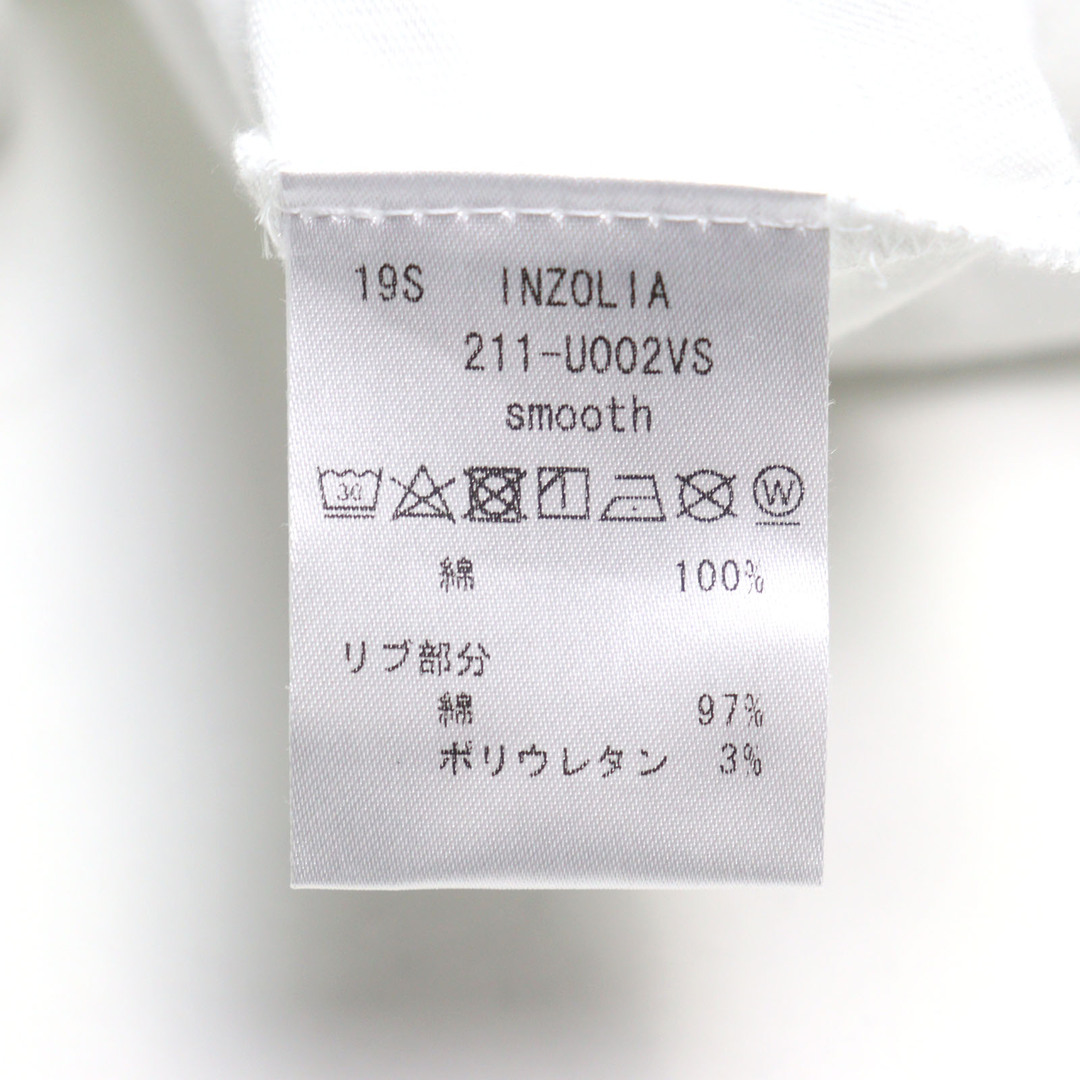 19S INZOLIA
211-U002VS
smooth
30 W
綿 100%
リブ部分
綿 97%
ポリウレタン 3%